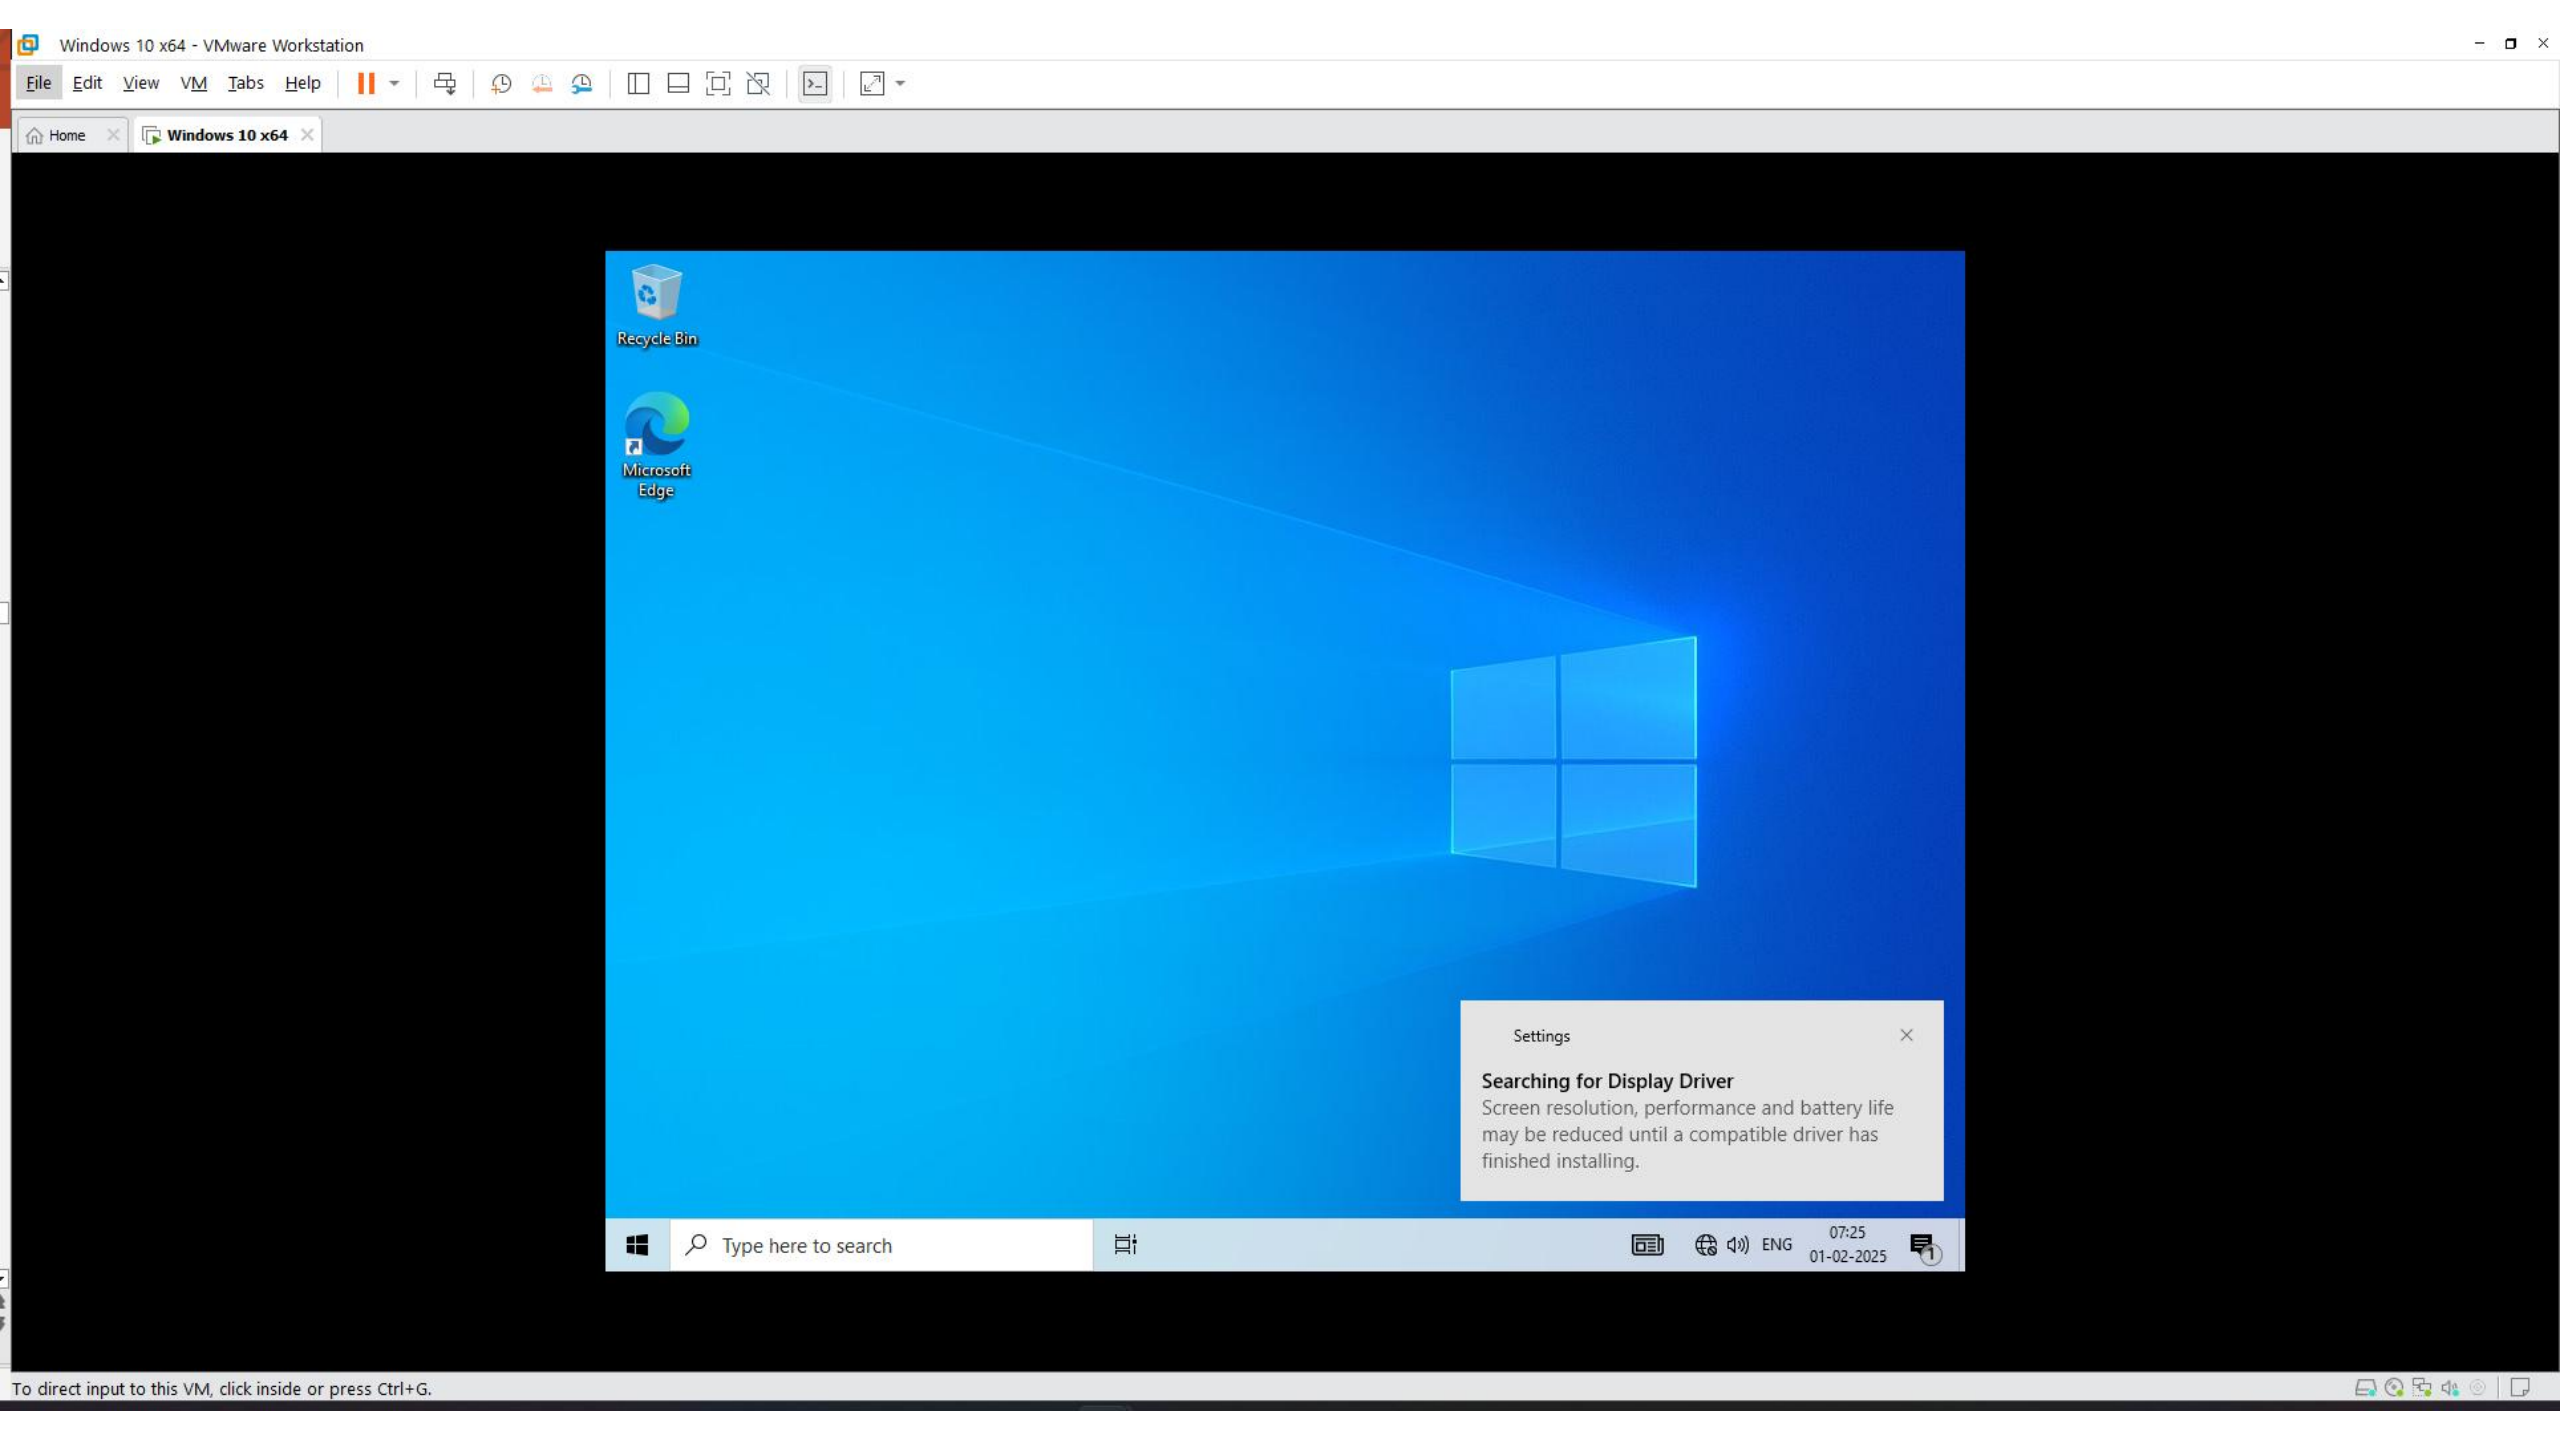 Windows 10 x64 - VMware Workstation
File Edit View VM Tabs Help
Home Windows 10 x64
Recycle Bin
Microsoft
Edge
Settings
Searching for Display Driver
Screen resolution, performance and battery life
may be reduced until a compatible driver has
finished installing.
Type here to search
ENG
07:25
01-02-2025
1
To direct input to this VM, click inside or press Ctrl+G.